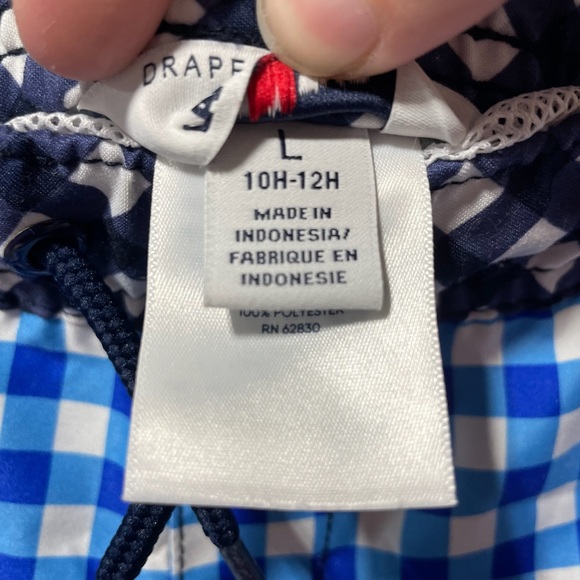 DRAPE
L
10H-12H
MADE IN
INDONESIA/
FABRIQUE EN
INDONESIE
100% POLYESTER
RN 62830